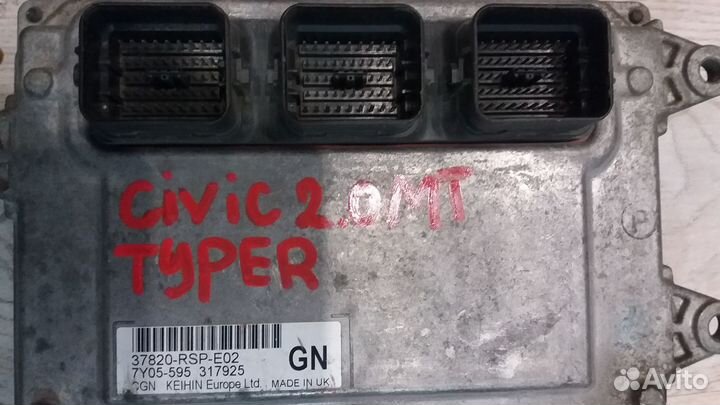 CiviC 2.0MT
TYPER
37820-RSP-E02
7Y05-595 317925
CGN KEIHIN Europe Ltd. MADE IN UK
GN
P
Avito